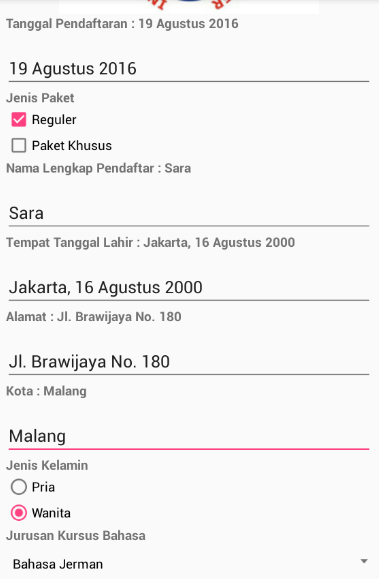 Tanggal Pendaftaran : 19 Agustus 2016
19 Agustus 2016
Jenis Paket
Reguler
Paket Khusus
Nama Lengkap Pendaftar : Sara
Sara
Tempat Tanggal Lahir : Jakarta, 16 Agustus 2000
Jakarta, 16 Agustus 2000
Alamat : Jl. Brawijaya No. 180
Jl. Brawijaya No. 180
Kota : Malang
Malang
Jenis Kelamin
Pria
Wanita
Jurusan Kursus Bahasa
Bahasa Jerman